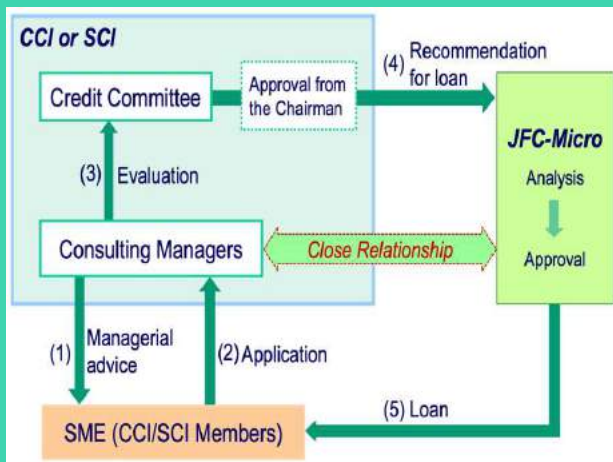 CCI or SCI
Credit Committee
Approval from
the Chairman
(4)
Recommendation
for loan
JFC-Micro
Analysis
Approval
(3) Evaluation
Consulting Managers
Close Relationship
(1)
Managerial
advice
(2) Application
(5) Loan
SME (CCI/SCI Members)